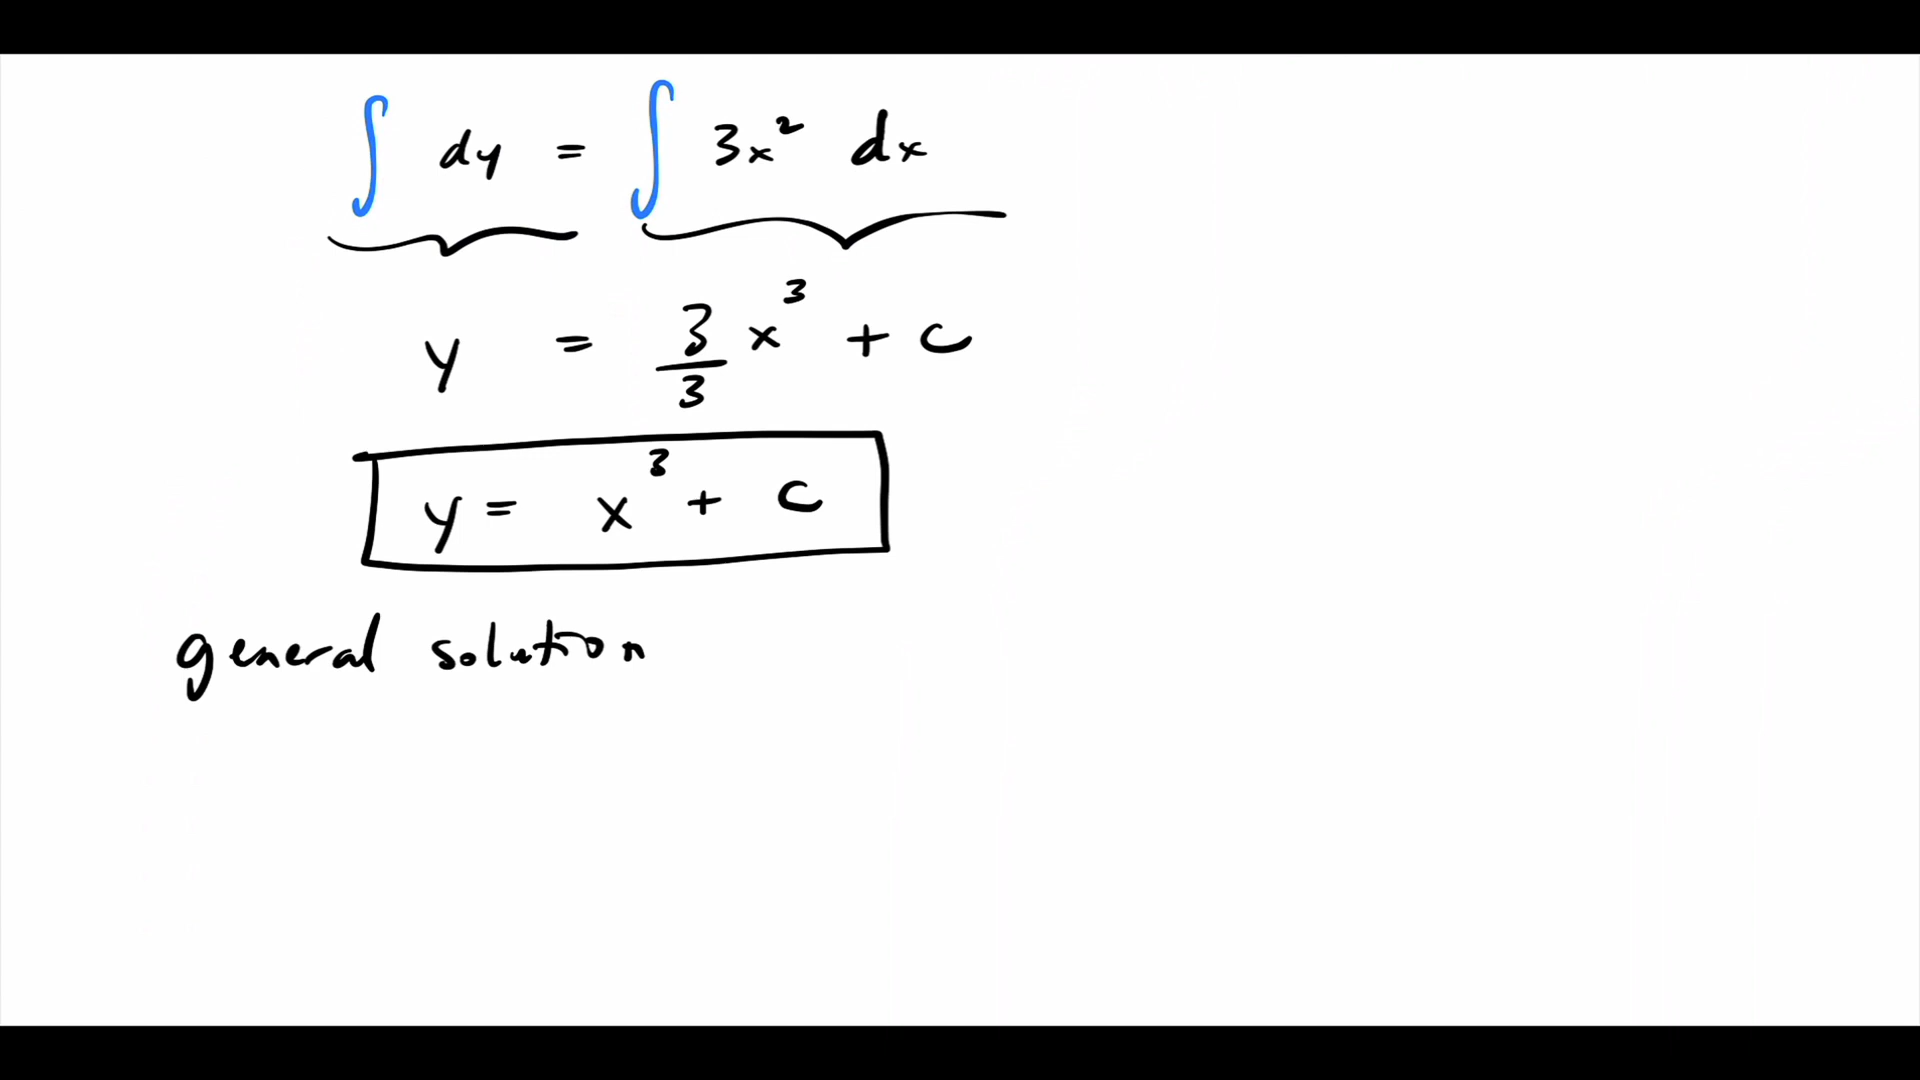 ∫ dy = ∫ 3x² dx
y = 3/3 x³ + c
y = x³ + c
general solution